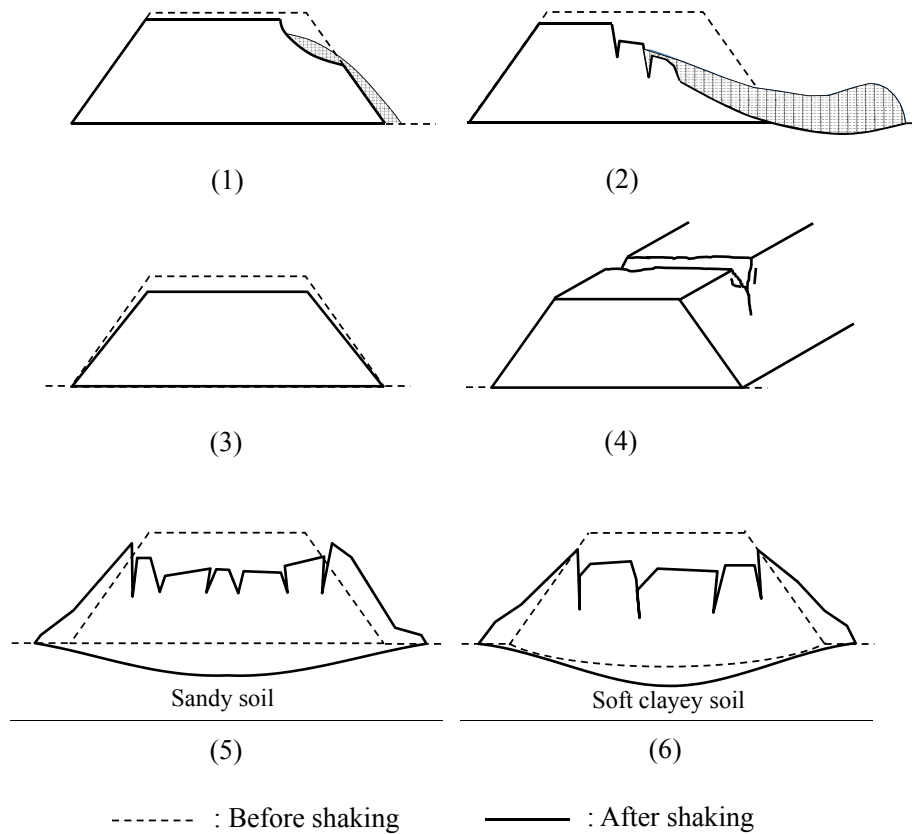 (1)
(2)
(3)
(4)
Sandy soil
Soft clayey soil
(5)
(6)
: Before shaking
: After shaking